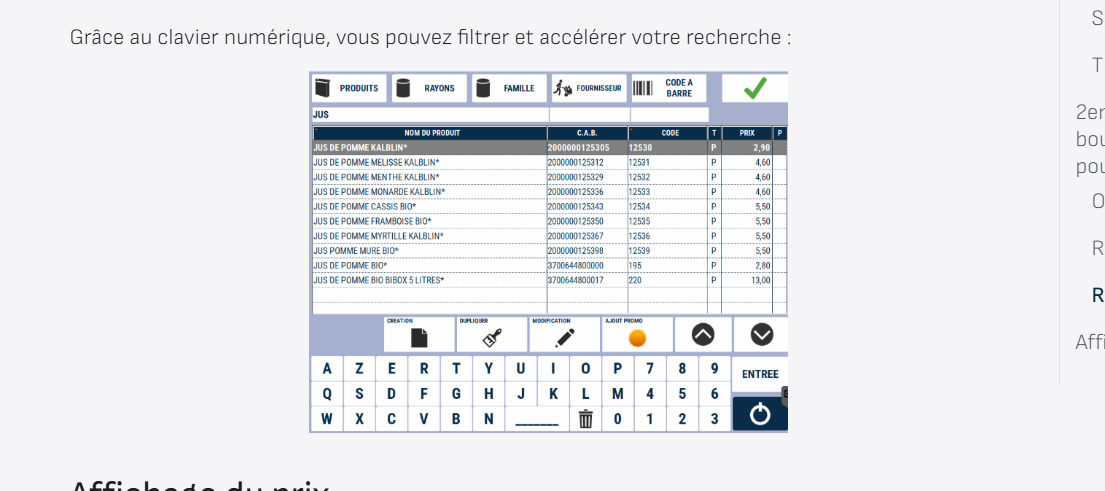 Grâce au clavier numérique, vous pouvez filtrer et accélérer votre recherche :
PRODUITS RAYONS FAMILLE FOURNISSEUR CODE A BARRE
JUS
NOM DU PRODUIT C.A.B. CODE T PRIX P
JUS DE POMME KALBLIN* 2000000125305 12530 P 2,90
JUS DE POMME MELISSE KALBLIN* 2000000125312 12531 P 4,60
JUS DE POMME MENTHE KALBLIN* 2000000125329 12532 P 4,60
JUS DE POMME MONARDE KALBLIN* 2000000125336 12533 P 4,60
JUS DE POMME CASSIS BIO* 2000000125343 12534 P 5,50
JUS DE POMME FRAMBOISE BIO* 2000000125350 12535 P 5,50
JUS DE POMME MYRTILLE KALBLIN* 2000000125367 12536 P 5,50
JUS POMME MURE BIO* 2000000125398 12539 P 5,50
JUS DE POMME BIO* 3700644800000 195 P 2,80
JUS DE POMME BIO BIBOX 5 LITRES* 3700644800017 220 P 13,00
CREATION DUPLIQUER MODIFICATION AJOUT PROMO
A Z E R T Y U I O P 7 8 9 ENTREE
Q S D F G H J K L M 4 5 6
W X C V B N _______ 0 1 2 3
Affichage du prix
S
T
2er
bou
pou
O
R
R
Affi